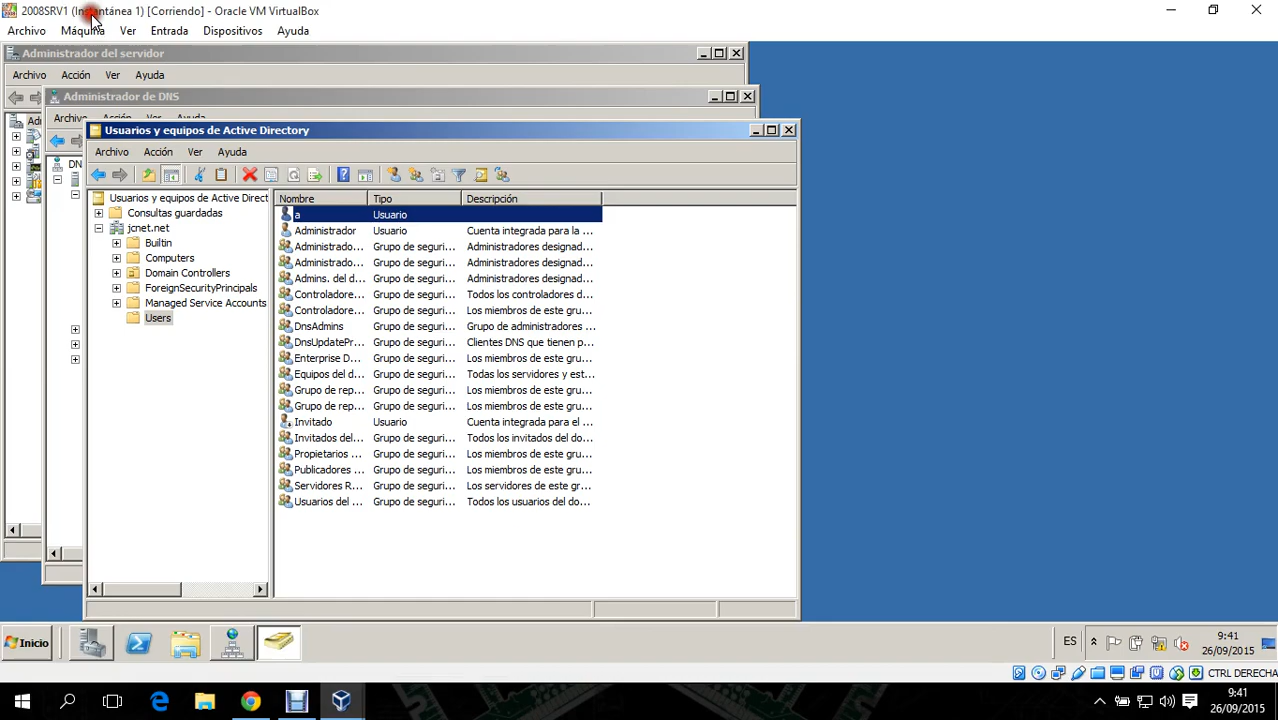 2008SRV1 (Instantánea 1) [Corriendo] - Oracle VM VirtualBox
Archivo Máquina Ver Entrada Dispositivos Ayuda
Administrador del servidor
Archivo Acción Ver Ayuda
Administrador de DNS
Archivo Acción Ver Ayuda
Usuarios y equipos de Active Directory
Archivo Acción Ver Ayuda
DN
Usuarios y equipos de Active Direct
Consultas guardadas
jcnet.net
Builtin
Computers
Domain Controllers
ForeignSecurityPrincipals
Managed Service Accounts
Users
Nombre Tipo Descripción
a Usuario
Administrador Usuario Cuenta integrada para la ...
Administrado... Grupo de seguri... Administradores designad...
Administrado... Grupo de seguri... Administradores designad...
Admins. del d... Grupo de seguri... Administradores designad...
Controladore... Grupo de seguri... Todos los controladores d...
Controladore... Grupo de seguri... Los miembros de este gru...
DnsAdmins Grupo de seguri... Grupo de administradores ...
DnsUpdatePr... Grupo de seguri... Clientes DNS que tienen p...
Enterprise D... Grupo de seguri... Los miembros de este gru...
Equipos del d... Grupo de seguri... Todas los servidores y est...
Grupo de rep... Grupo de seguri... Los miembros de este gru...
Grupo de rep... Grupo de seguri... Los miembros de este gru...
Invitado Usuario Cuenta integrada para el ...
Invitados del... Grupo de seguri... Todos los invitados del do...
Propietarios ... Grupo de seguri... Los miembros de este gru...
Publicadores ... Grupo de seguri... Los miembros de este gru...
Servidores R... Grupo de seguri... Los servidores de este gr...
Usuarios del ... Grupo de seguri... Todos los usuarios del do...
Inicio
ES
9:41
26/09/2015
CTRL DERECHA
9:41
26/09/2015